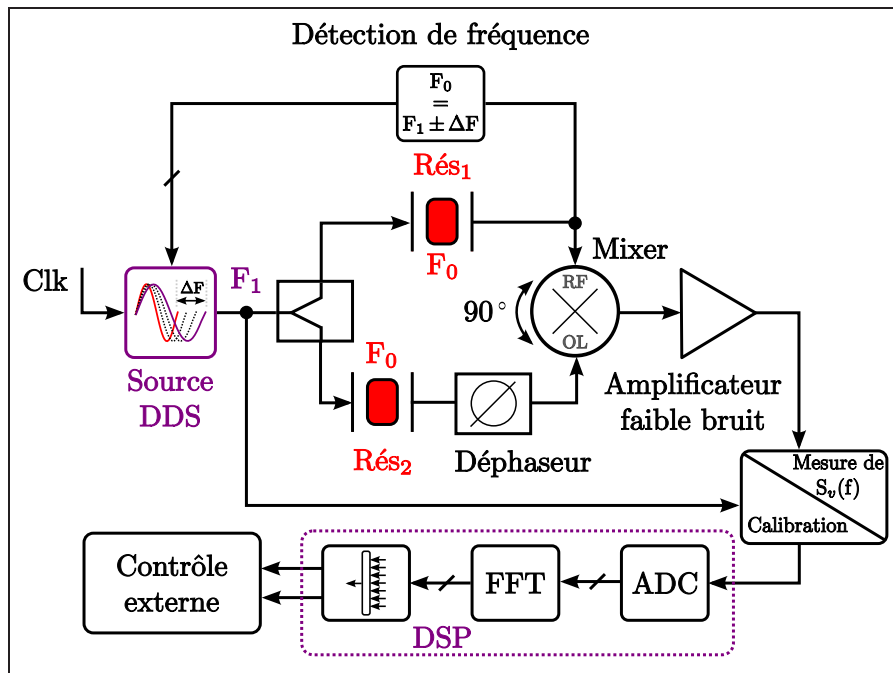 Détection de fréquence
F₀
=
F₁ ± ΔF
Rés₁
F₀
Mixer
Clk
ΔF
F₁
RF
90°
OL
Source
DDS
F₀
Rés₂
Déphaseur
Amplificateur
faible bruit
Mesure de
Sᵥ(f)
Calibration
Contrôle
externe
FFT
ADC
DSP